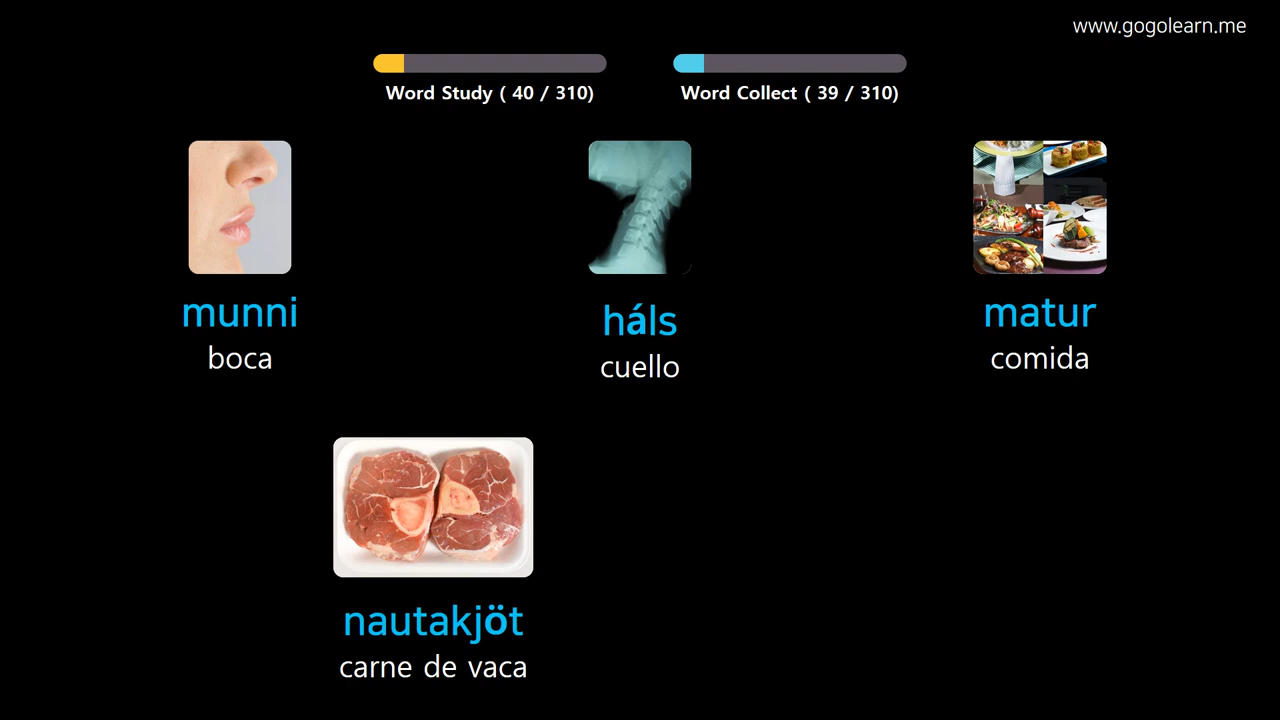 www.gogolearn.me
Word Study ( 40 / 310)
Word Collect ( 39 / 310)
munni
boca
háls
cuello
matur
comida
nautakjöt
carne de vaca